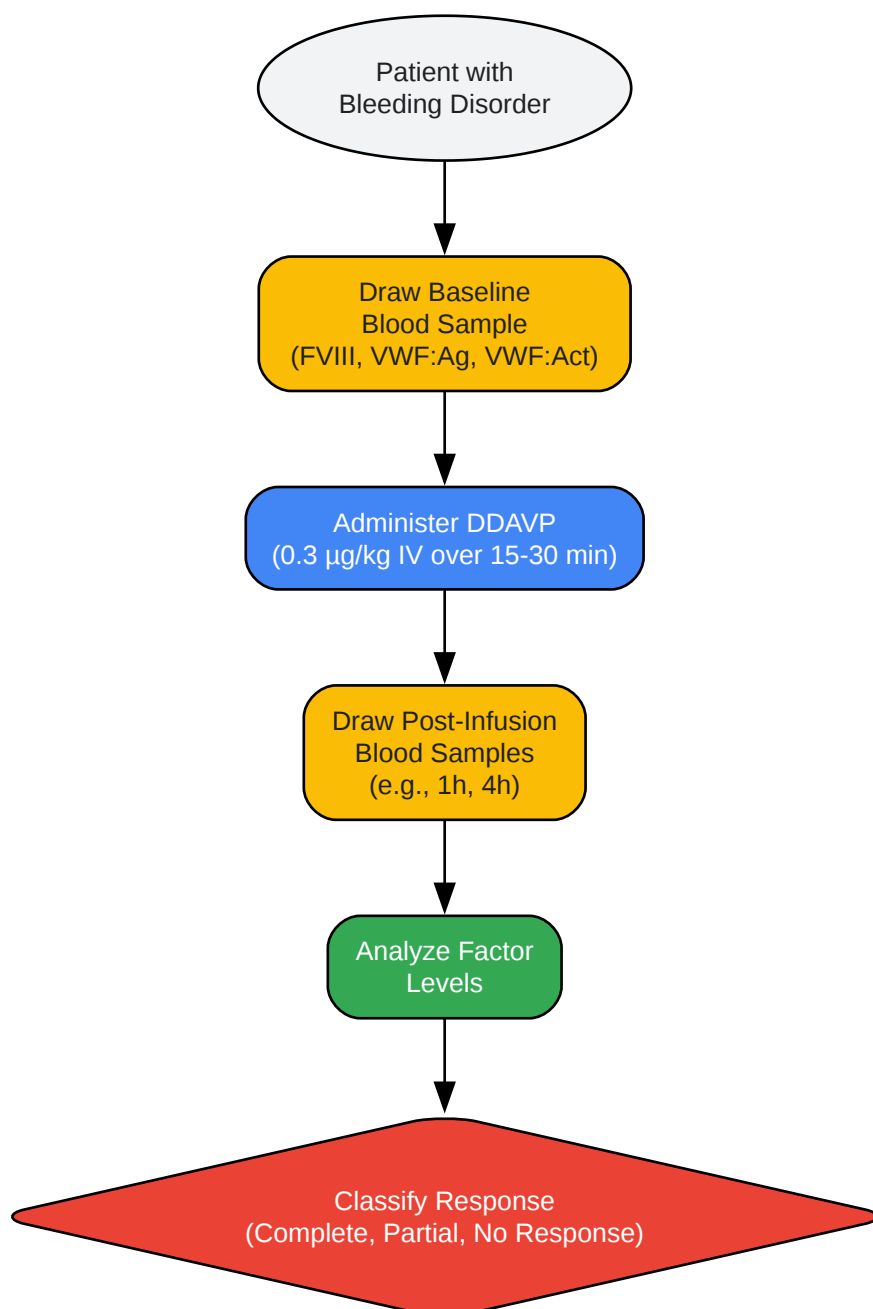 Patient with
Bleeding Disorder
Draw Baseline
Blood Sample
(FVIII, VWF:Ag, VWF:Act)
Administer DDAVP
(0.3 µg/kg IV over 15-30 min)
Draw Post-Infusion
Blood Samples
(e.g., 1h, 4h)
Analyze Factor
Levels
Classify Response
(Complete, Partial, No Response)